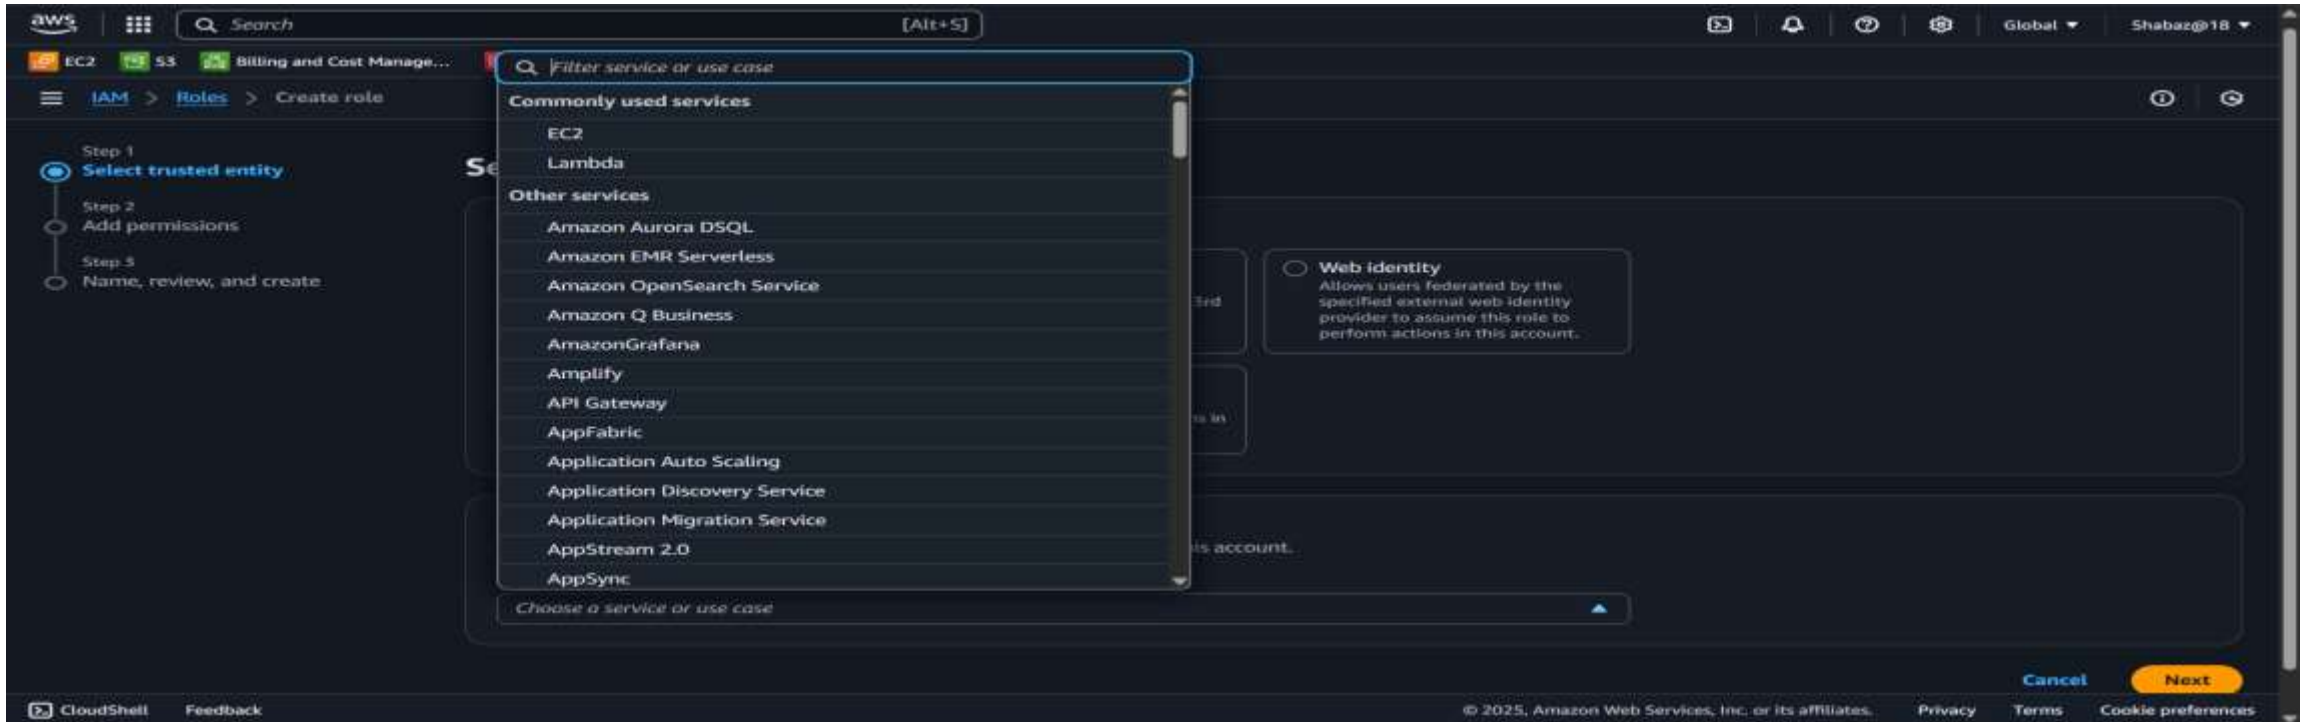 aws
Search [Alt+S]
Global
Shabaz@18
EC2 S3 Billing and Cost Manage...
IAM > Roles > Create role
Step 1
Select trusted entity
Step 2
Add permissions
Step 3
Name, review, and create
Se
Filter service or use case
Commonly used services
EC2
Lambda
Other services
Amazon Aurora DSQL
Amazon EMR Serverless
Amazon OpenSearch Service
Amazon Q Business
AmazonGrafana
Amplify
API Gateway
AppFabric
Application Auto Scaling
Application Discovery Service
Application Migration Service
AppStream 2.0
AppSync
3rd
Web identity
Allows users federated by the
specified external web identity
provider to assume this role to
perform actions in this account.
in
is account.
Choose a service or use case
Cancel Next
CloudShell Feedback
© 2025, Amazon Web Services, Inc. or its affiliates. Privacy Terms Cookie preferences